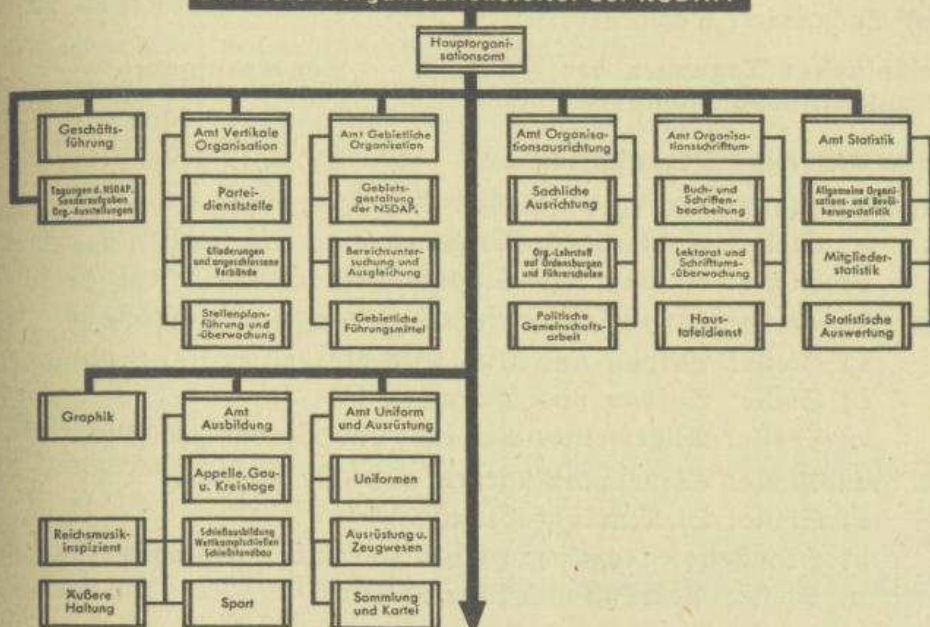 organisationsleiter der NSDAP.
Hauptorgani-
sationsamt
Geschäfts-
führung
Amt Vertikale
Organisation
Amt Gebietliche
Organisation
Amt Organisa-
tionsausrichtung
Amt Organisa-
tionsschrifttum
Amt Statistik
Tagungen d. NSDAP.
Sonderaufgaben
Org.-Ausstellungen
Partei-
dienststelle
Gebiets-
gestaltung
der NSDAP.
Sachliche
Ausrichtung
Buch- und
Schriften-
bearbeitung
Allgemeine Organi-
sations- und Bevöl-
kerungsstatistik
Gliederungen
und angeschlossene
Verbände
Bereichsunter-
suchung und
Ausgleichung
Org.-Lehrstoff
auf Ordensburgen
und Führerschulen
Lektorat und
Schrifttums-
-überwachung
Mitglieder-
statistik
Stellenplan-
führung und
-überwachung
Gebietliche
Führungsmittel
Politische
Gemeinschafts-
arbeit
Haus-
tafeldienst
Statistische
Auswertung
Graphik
Amt
Ausbildung
Amt Uniform
und Ausrüstung
Appelle, Gau-
u. Kreistage
Uniformen
Reichsmusik-
inspizient
Schießausbildung
Wettkampfschießen
Schießstandbau
Ausrüstung u.
Zeugwesen
Äußere
Haltung
Sport
Sammlung
und Kartei